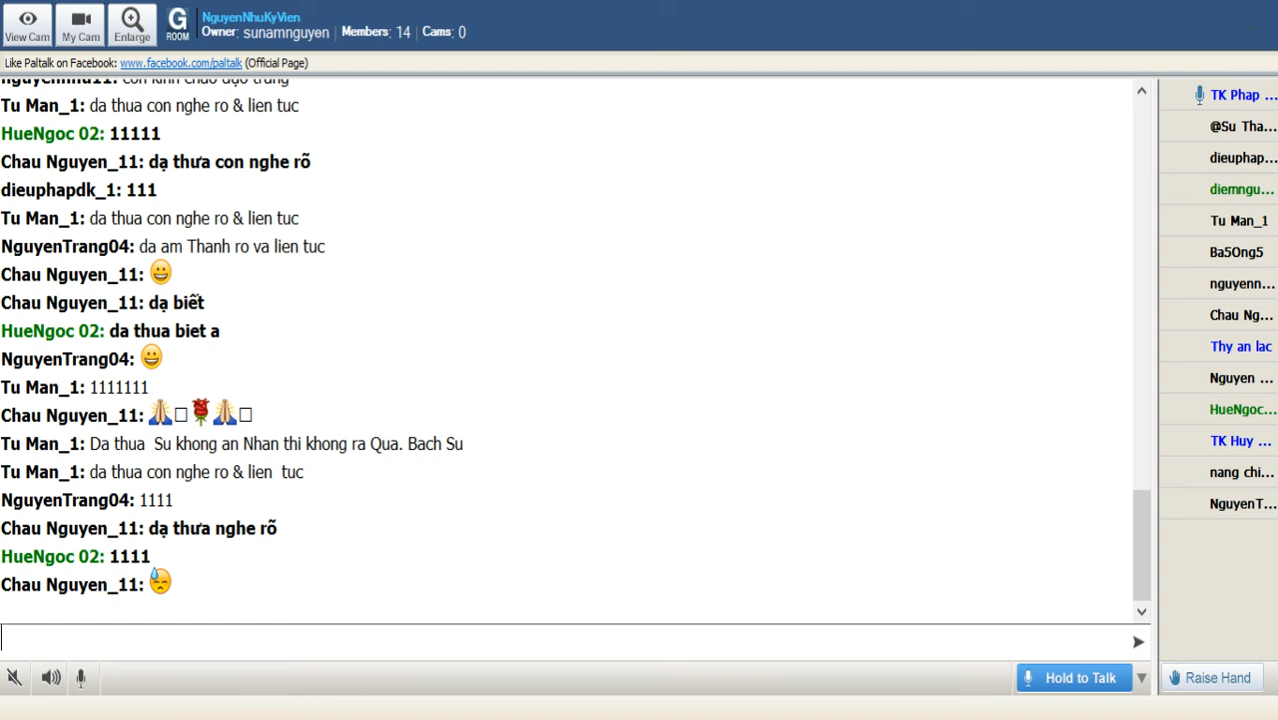 View Cam
My Cam
Enlarge
G
ROOM
NguyenNhuKyVien
Owner: sunamnguyen Members: 14 Cams: 0
Like Paltalk on Facebook: www.facebook.com/paltalk (Official Page)
nguyennhu11: con kinh chao dao trang
Tu Man_1: da thua con nghe ro & lien tuc
HueNgoc 02: 11111
Chau Nguyen_11: dạ thưa con nghe rõ
dieuphapdk_1: 111
Tu Man_1: da thua con nghe ro & lien tuc
NguyenTrang04: da am Thanh ro va lien tuc
Chau Nguyen_11:
Chau Nguyen_11: dạ biết
HueNgoc 02: da thua biet a
NguyenTrang04:
Tu Man_1: 1111111
Chau Nguyen_11:
Tu Man_1: Da thua Su khong an Nhan thi khong ra Qua. Bach Su
Tu Man_1: da thua con nghe ro & lien tuc
NguyenTrang04: 1111
Chau Nguyen_11: dạ thưa nghe rõ
HueNgoc 02: 1111
Chau Nguyen_11:
Hold to Talk
TK Phap ...
@Su Tha...
dieuphap...
diemngu...
Tu Man_1
Ba5Ong5
nguyenn...
Chau Ng...
Thy an lac
Nguyen ...
HueNgoc...
TK Huy ...
nang chi...
NguyenT...
Raise Hand